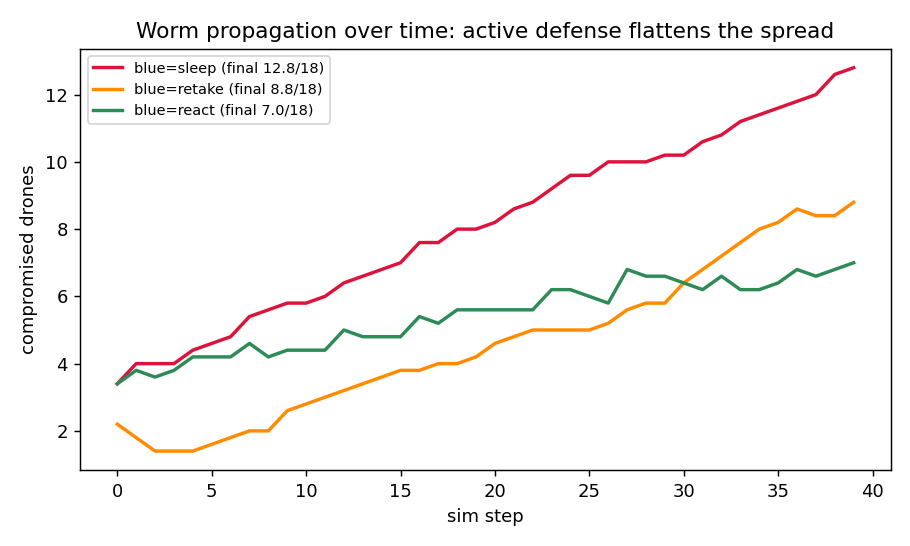 Worm propagation over time: active defense flattens the spread
blue=sleep (final 12.8/18)
blue=retake (final 8.8/18)
blue=react (final 7.0/18)
compromised drones
12
10
8
6
4
2
0 5 10 15 20 25 30 35 40
sim step